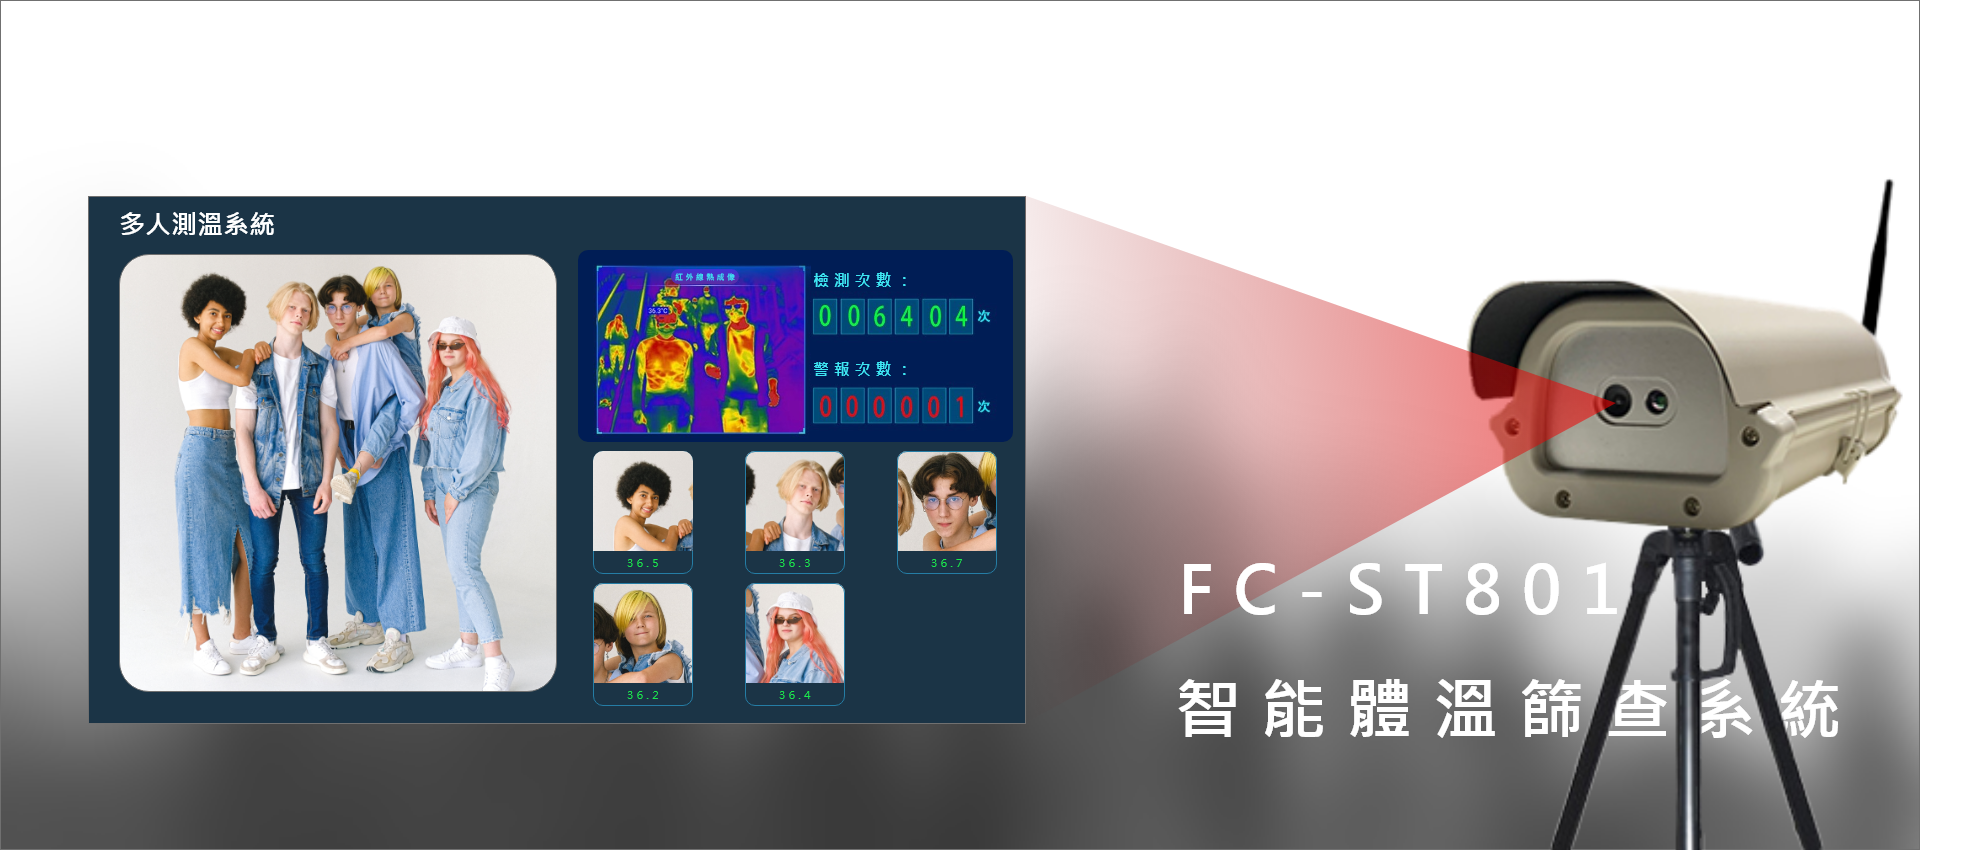 多人測溫系統
紅外線熱成像
36.3°C
檢測次數：
006404次
警報次數：
000001次
36.5
36.3
36.7
36.2
36.4
FC-ST801
智能體溫篩查系統